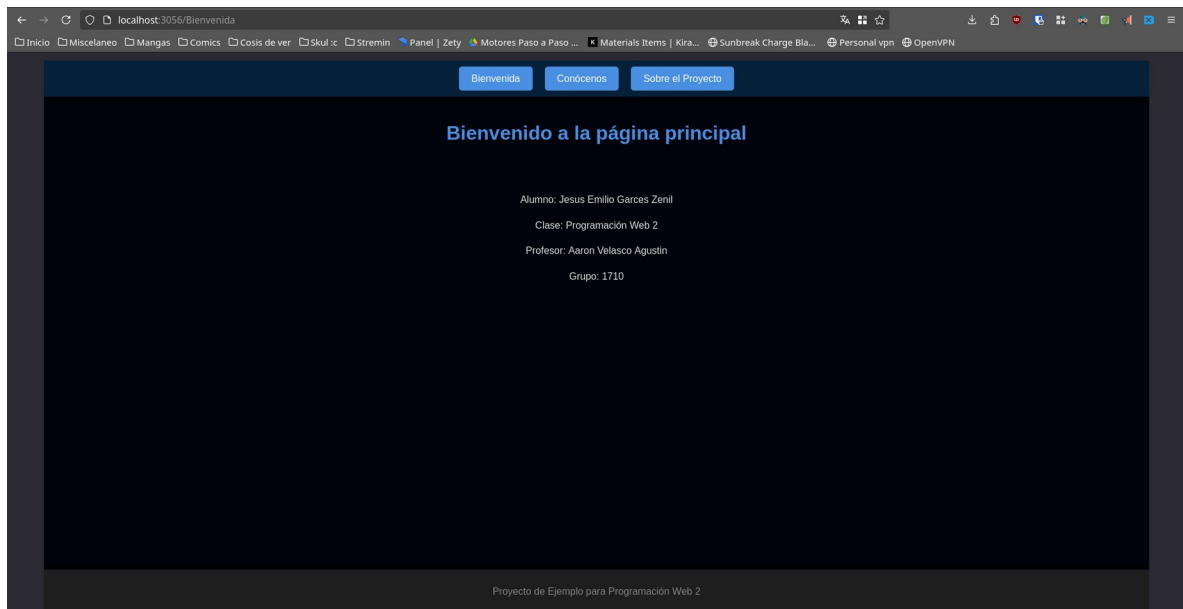 localhost:3056/Bienvenida
Inicio Miscelaneo Mangas Comics Cosis de ver Skul :c Stremin Panel | Zety Motores Paso a Paso ... Materials Items | Kira... Sunbreak Charge Bla... Personal vpn OpenVPN
Bienvenida Conócenos Sobre el Proyecto
Bienvenido a la página principal
Alumno: Jesus Emilio Garces Zenil
Clase: Programación Web 2
Profesor: Aaron Velasco Agustin
Grupo: 1710
Proyecto de Ejemplo para Programación Web 2